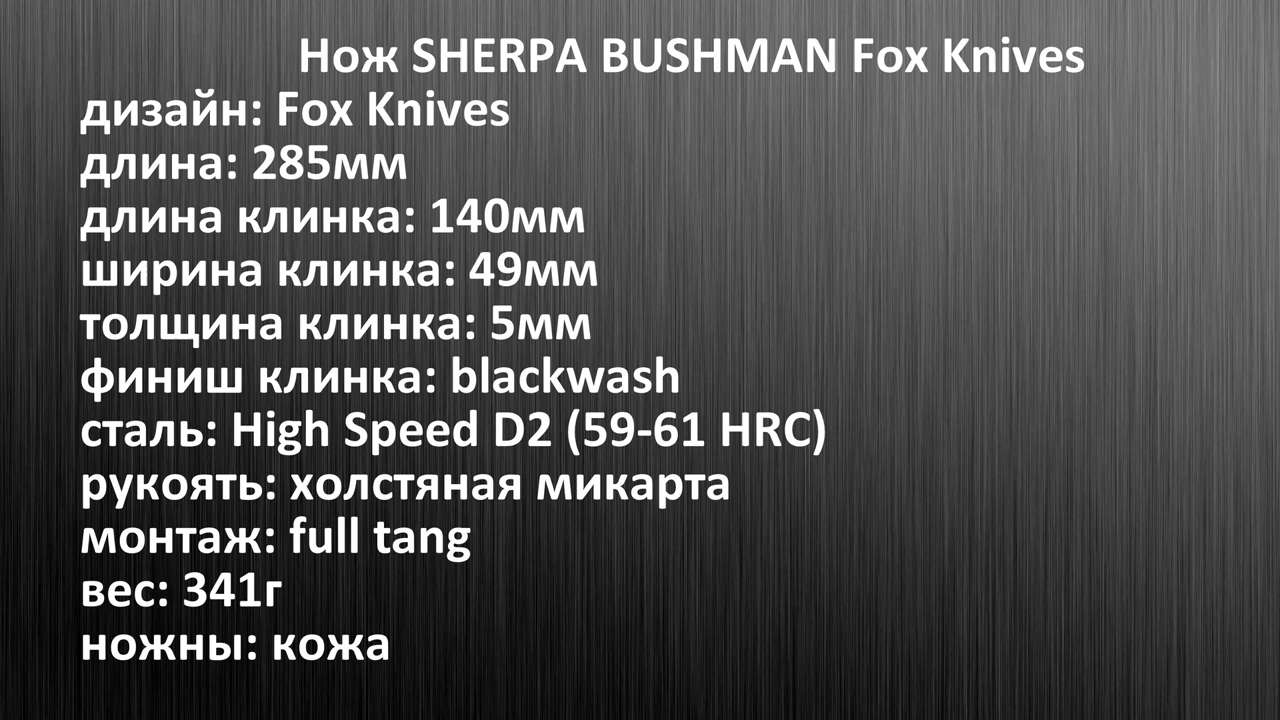 Нож SHERPA BUSHMAN Fox Knives
дизайн: Fox Knives
длина: 285мм
длина клинка: 140мм
ширина клинка: 49мм
толщина клинка: 5мм
финиш клинка: blackwash
сталь: High Speed D2 (59-61 HRC)
рукоять: холстяная микарта
монтаж: full tang
вес: 341г
ножны: кожа